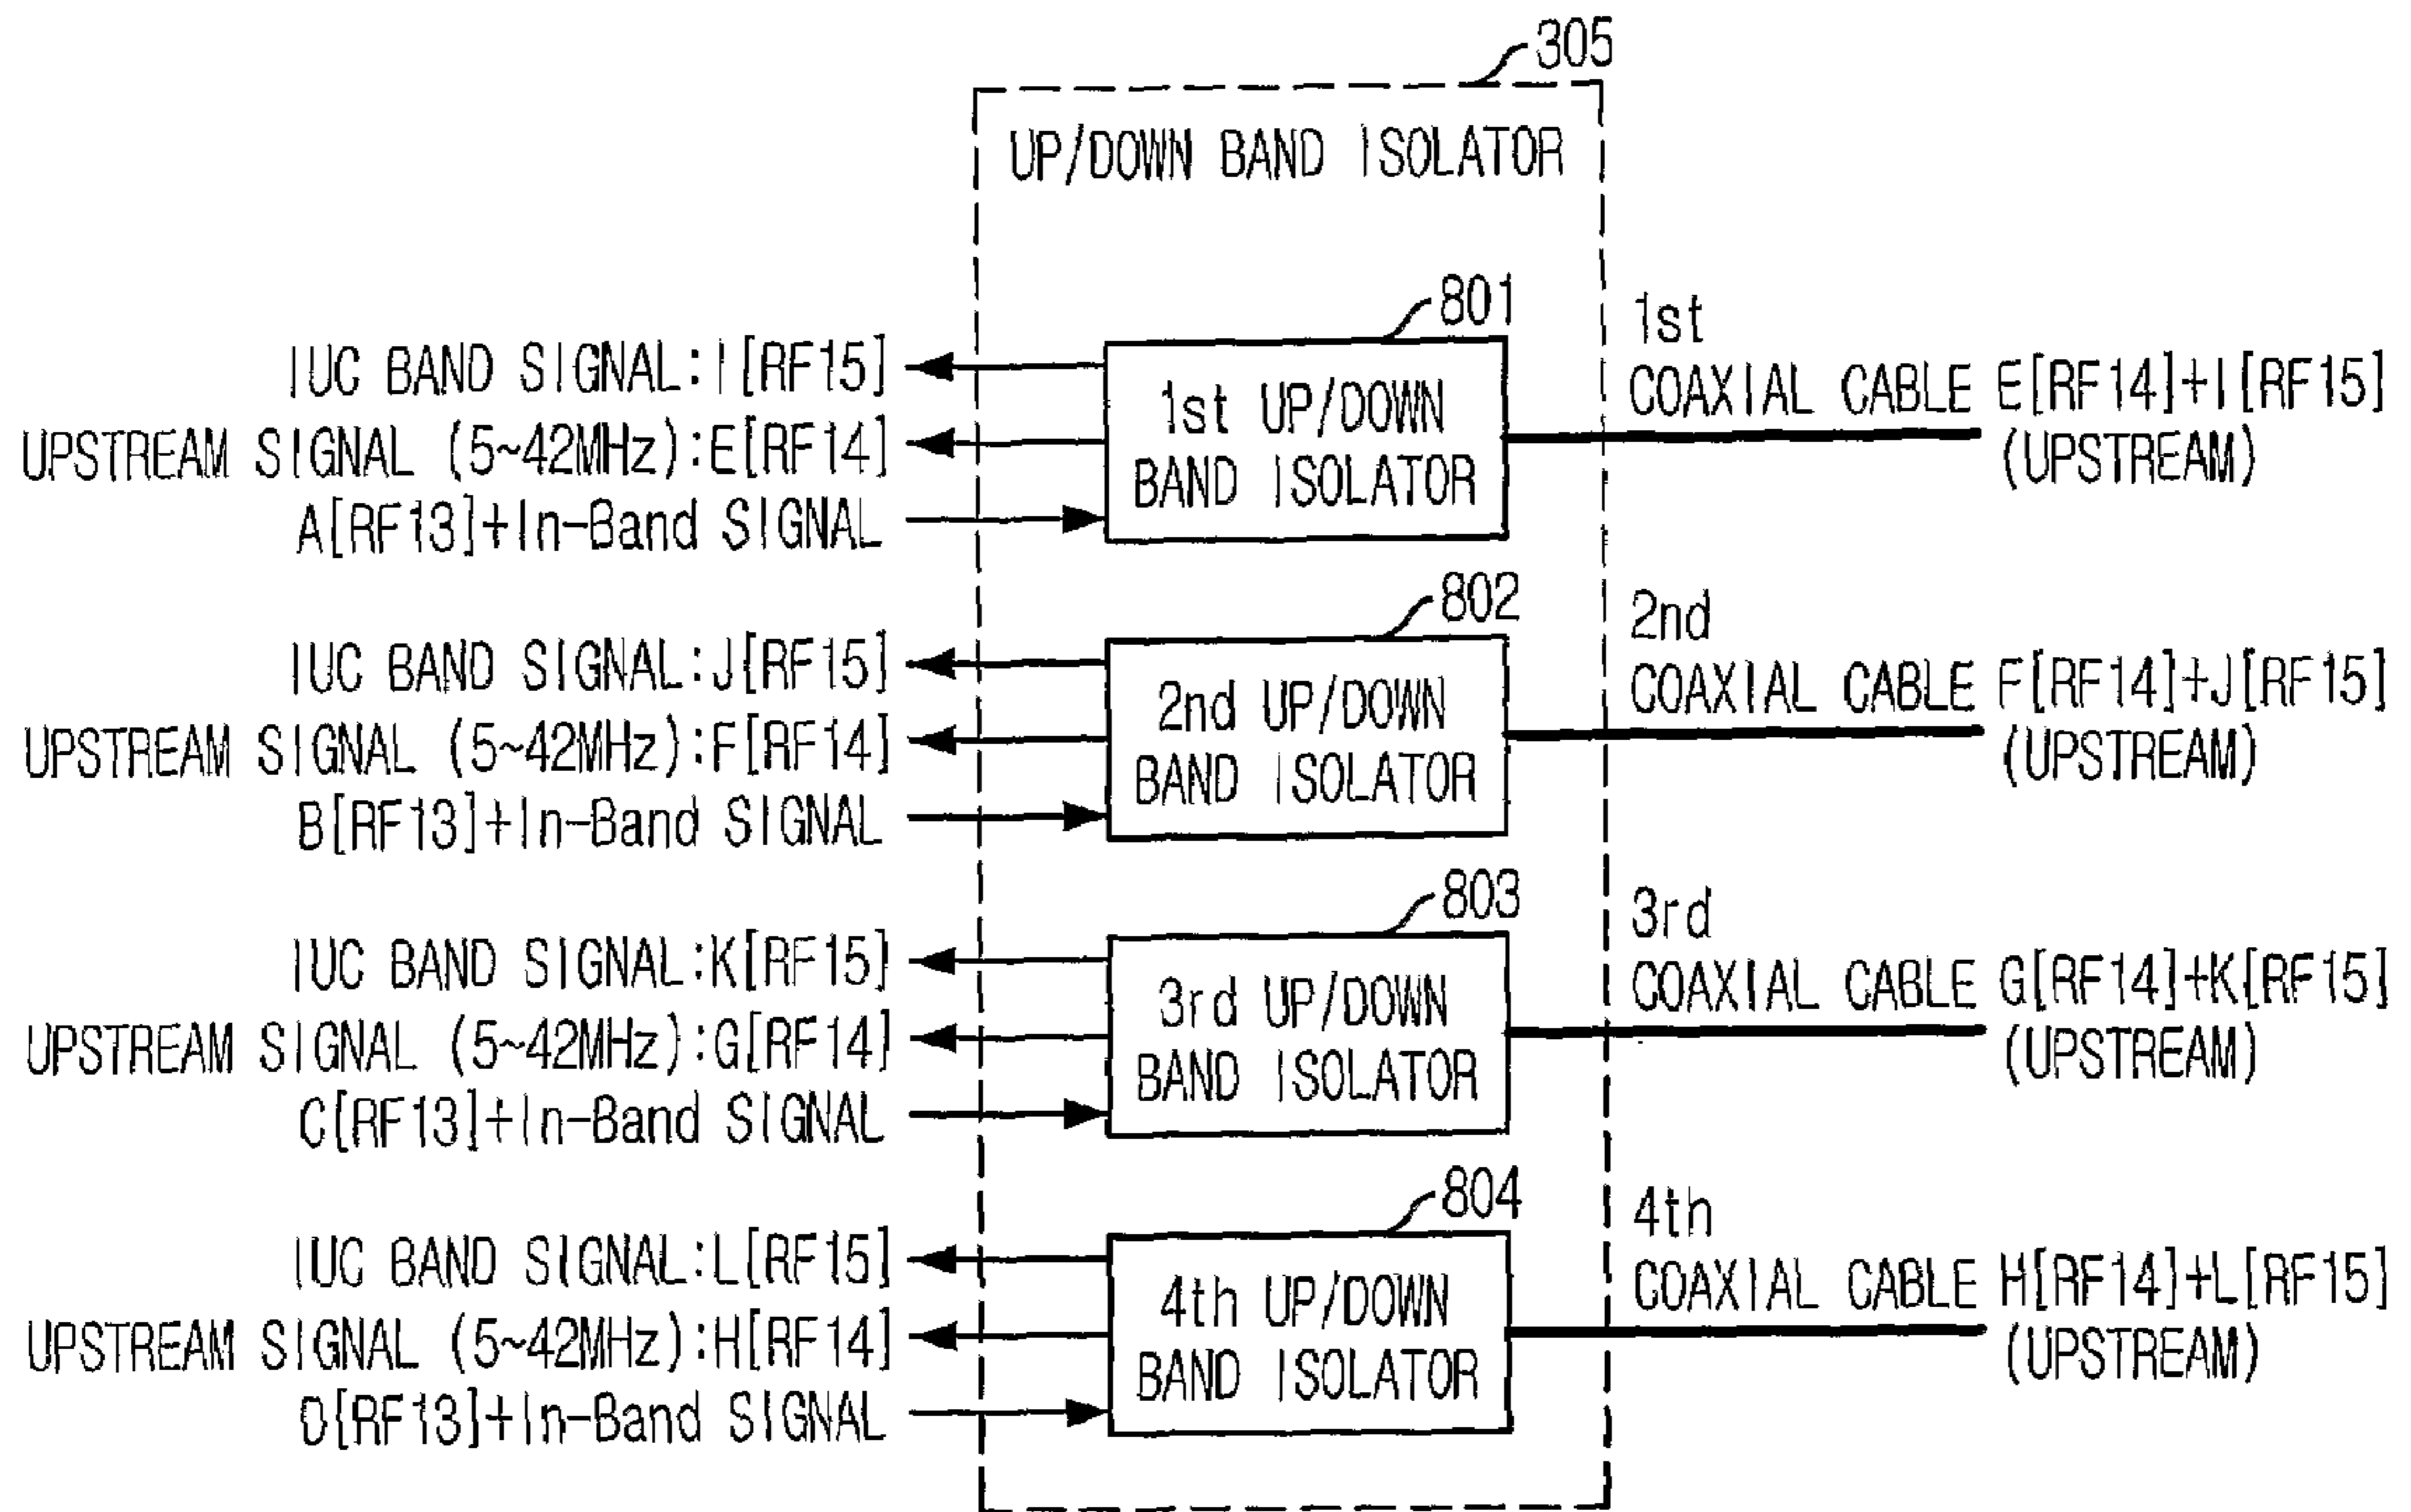 305
UP/DOWN BAND ISOLATOR
801
1st UP/DOWN
BAND ISOLATOR
IUC BAND SIGNAL:I[RF15]
UPSTREAM SIGNAL (5~42MHz):E[RF14]
A[RF13]+In-Band SIGNAL
1st
COAXIAL CABLE E[RF14]+I[RF15]
(UPSTREAM)
802
2nd UP/DOWN
BAND ISOLATOR
IUC BAND SIGNAL:J[RF15]
UPSTREAM SIGNAL (5~42MHz):F[RF14]
B[RF13]+In-Band SIGNAL
2nd
COAXIAL CABLE F[RF14]+J[RF15]
(UPSTREAM)
803
3rd UP/DOWN
BAND ISOLATOR
IUC BAND SIGNAL:K[RF15]
UPSTREAM SIGNAL (5~42MHz):G[RF14]
C[RF13]+In-Band SIGNAL
3rd
COAXIAL CABLE G[RF14]+K[RF15]
(UPSTREAM)
804
4th UP/DOWN
BAND ISOLATOR
IUC BAND SIGNAL:L[RF15]
UPSTREAM SIGNAL (5~42MHz):H[RF14]
D[RF13]+In-Band SIGNAL
4th
COAXIAL CABLE H[RF14]+L[RF15]
(UPSTREAM)